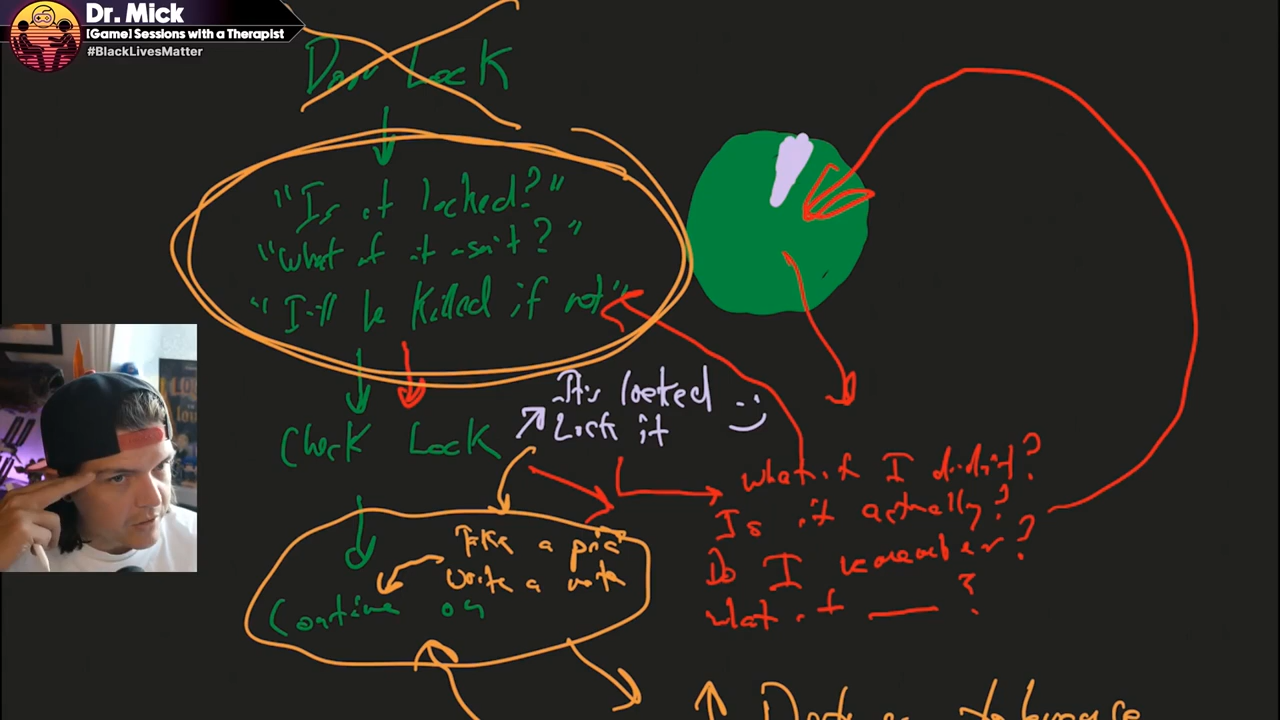 Dr. Mick
[Game] Sessions with a Therapist
#BlackLivesMatter
Door Lock
"Is it locked?"
"What if it isn't?"
"I'll be killed if not"
It's locked
Lock it
Check Lock
What if I didn't?
Is it actually?
Do I remember?
What if ___ ?
Take a pic
Write a note
Continue on
Distress tolerance